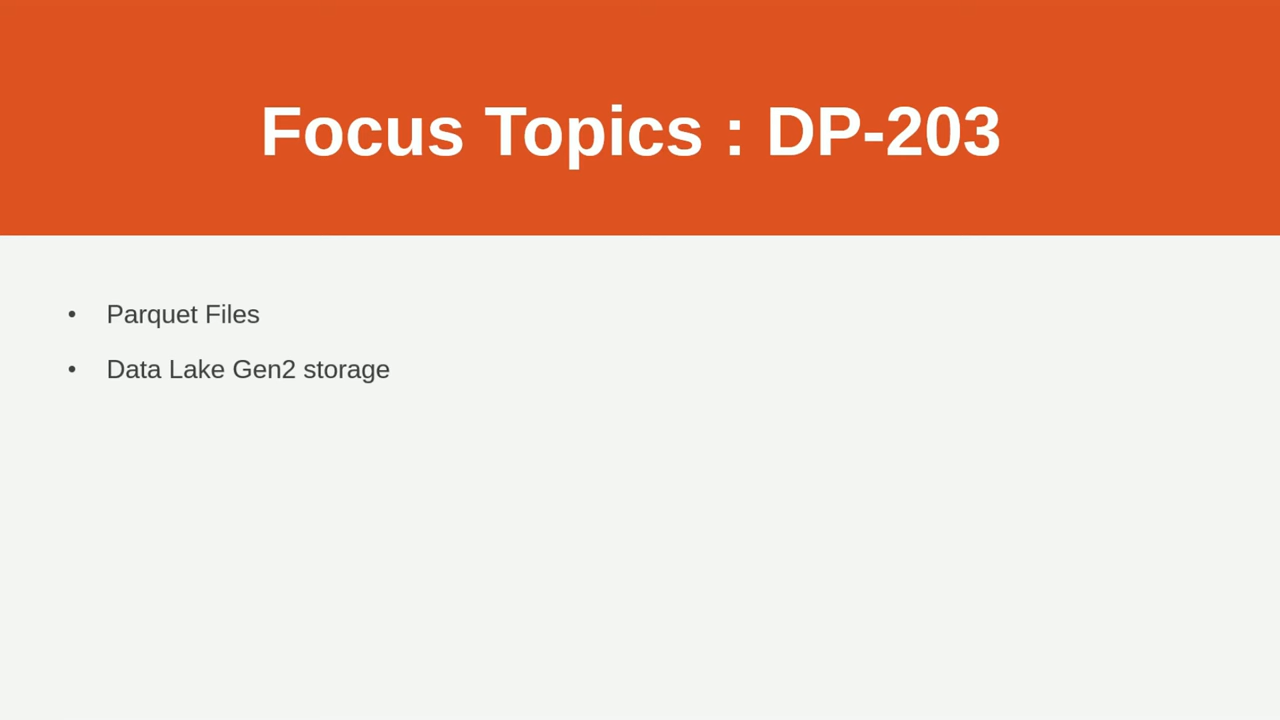 Focus Topics : DP-203
• Parquet Files
• Data Lake Gen2 storage